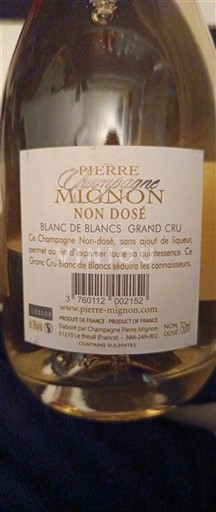 PIERRE
Champagne
MIGNON
NON DOSÉ
BLANC DE BLANCS GRAND CRU
Ce Champagne Non-dosé, sans ajout de liqueur,
permet au vin d'exprimer toute sa quintessence. Ce
Grand Cru Blanc de Blancs séduira les connaisseurs.
3 760112 002152
www.pierre-mignon.com
PRODUIT DE FRANCE - PRODUCT OF FRANCE
Elaboré par Champagne Pierre Mignon
51210 Le Breuil (France) - NM-249-002
CONTAINS SULPHITES
NON
DOSÉ 750ml